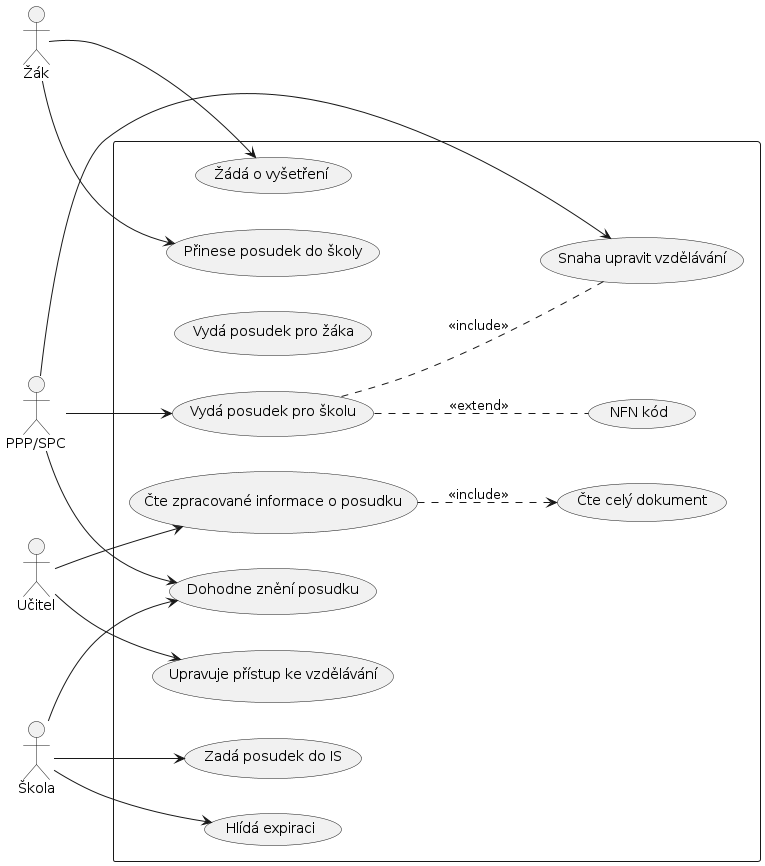 Žák
Žádá o vyšetření
Přinese posudek do školy
Snaha upravit vzdělávání
«include»
Vydá posudek pro žáka
PPP/SPC
Vydá posudek pro školu
«extend»
NFN kód
Čte zpracované informace o posudku
«include»
Čte celý dokument
Učitel
Dohodne znění posudku
Upravuje přístup ke vzdělávání
Škola
Zadá posudek do IS
Hlídá expiraci